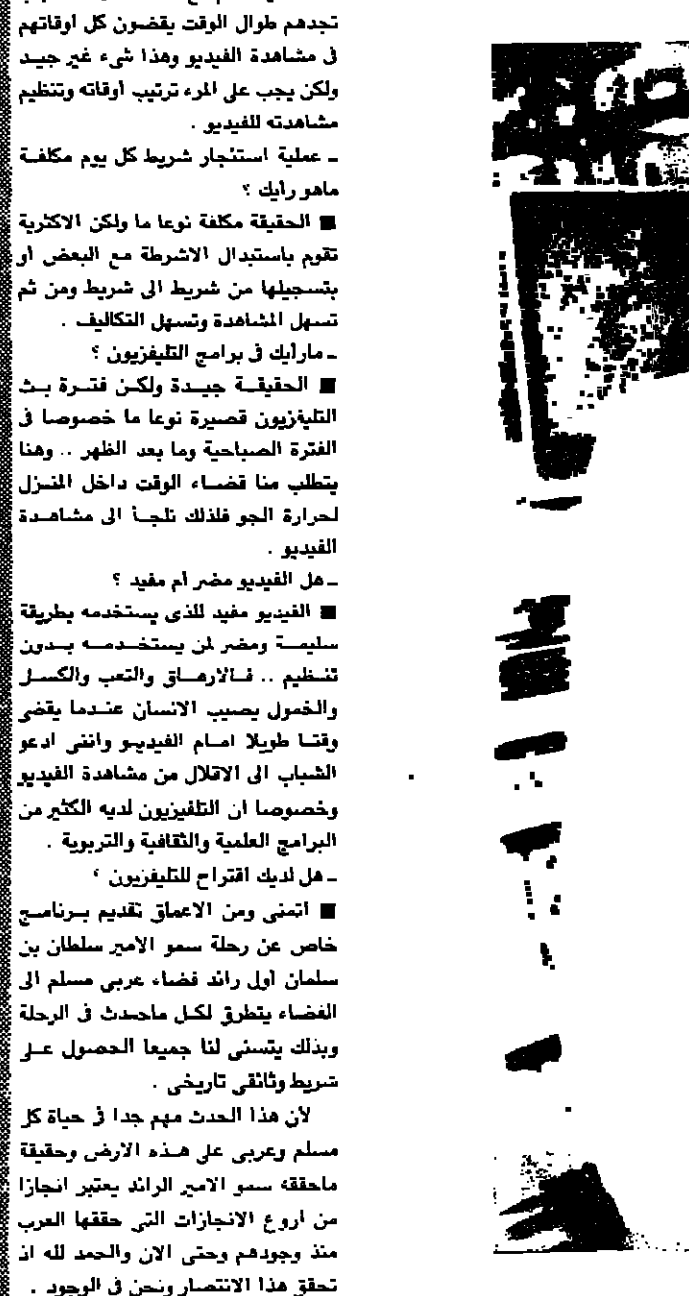 تجدهم طوال الوقت يقضون كل اوقاتهم
فى مشاهدة الفيديو وهذا شىء غير جيد
ولكن يجب على المرء ترتيب أوقاته وتنظيم
مشاهدته للفيديو .
ـ عملية استئجار شريط كل يوم مكلفة
ماهو رأيك ؟
■ الحقيقة مكلفة نوعا ما ولكن الاكثرية
تقوم باستبدال الاشرطة مع البعض أو
بتسجيلها من شريط الى شريط ومن ثم
تسهل المشاهدة وتسهل التكاليف .
ـ مارأيك فى برامج التليفزيون ؟
■ الحقيقة جيدة ولكن فترة بث
التليفزيون قصيرة نوعا ما خصوصا فى
الفترة الصباحية وما بعد الظهر .. وهنا
يتطلب منا قضاء الوقت داخل المنزل
لحرارة الجو فلذلك نلجأ الى مشاهدة
الفيديو .
ـ هل الفيديو مضر أم مفيد ؟
■ الفيديو مفيد للذى يستخدمه بطريقة
سليمة ومضر لمن يستخدمه بدون
تنظيم .. فالارهاق والتعب والكسل
والخمول يصيب الانسان عندما يقضى
وقتا طويلا امام الفيديو واننى ادعو
الشباب الى الاقلال من مشاهدة الفيديو
وخصوصا ان التلفيزيون لديه الكثير من
البرامج العلمية والثقافية والتربوية .
ـ هل لديك اقتراح للتليفزيون ؟
■ اتمنى ومن الاعماق تقديم برنامج
خاص عن رحلة سمو الأمير سلطان بن
سلمان أول رائد فضاء عربى مسلم الى
الفضاء يتطرق لكل ماحدث فى الرحلة
وبذلك يتسنى لنا جميعا الحصول على
شريط وثائقى تاريخى .
لأن هذا الحدث مهم جدا فى حياة كل
مسلم وعربى على هذه الارض وحقيقة
ماحققه سمو الامير الرائد يعتبر انجازا
من اروع الانجازات التى حققها العرب
منذ وجودهم وحتى الان والحمد لله ان
تحقق هذا الانتصار ونحن فى الوجود .